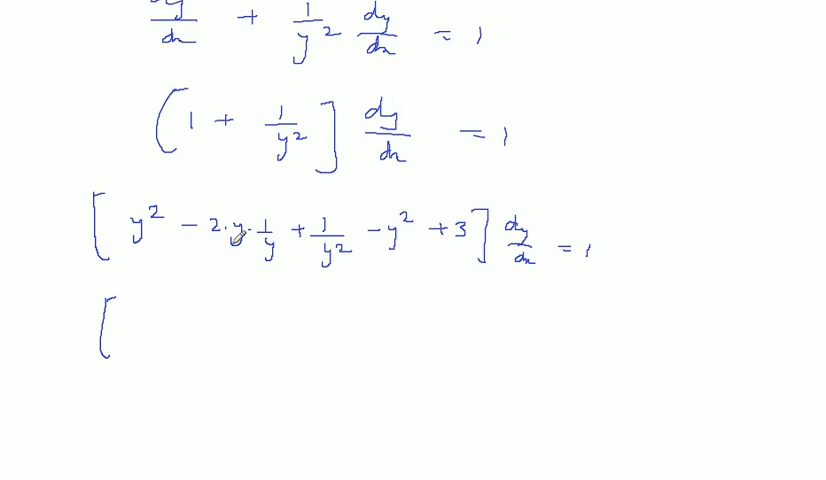 dy/dx + 1/y² dy/dx = 1
(1 + 1/y²] dy/dx = 1
[y² - 2·y·1/y + 1/y² - y² + 3] dy/dx = 1
[